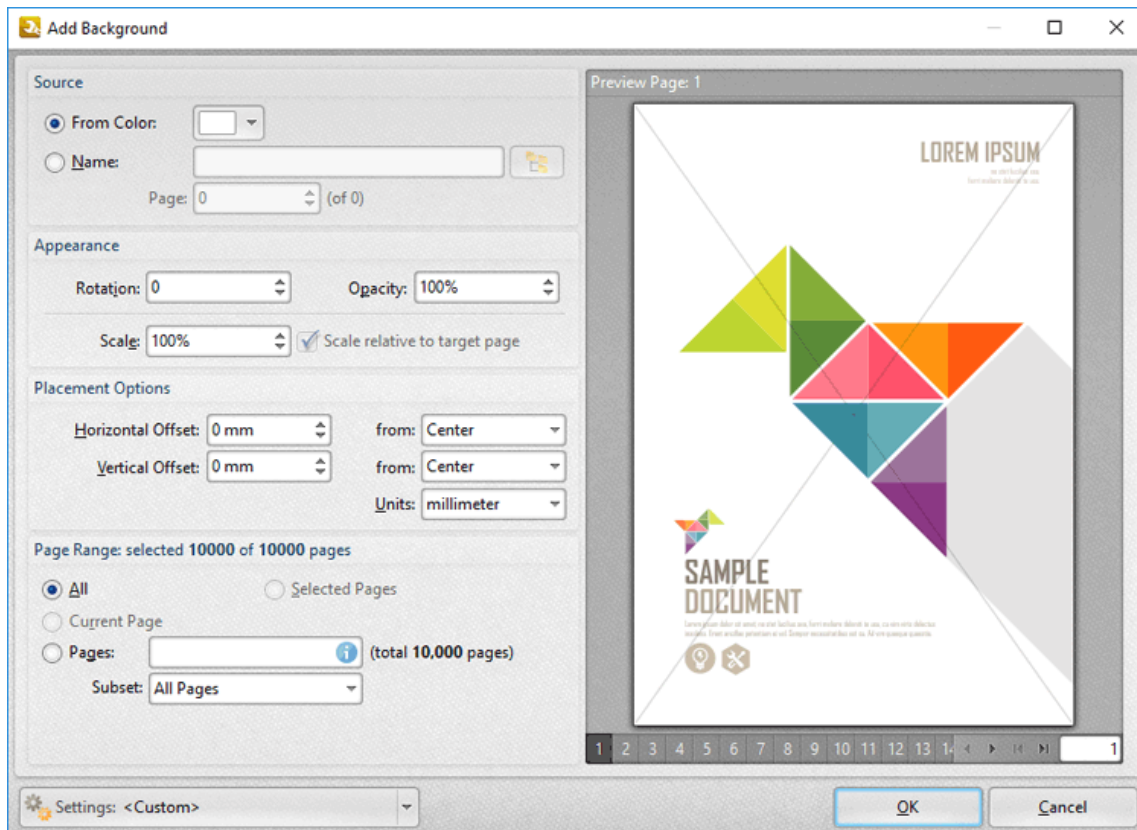 Add Background
Source
From Color:
Name:
Page: 0 (of 0)
Appearance
Rotation: 0 Opacity: 100%
Scale: 100% Scale relative to target page
Placement Options
Horizontal Offset: 0 mm from: Center
Vertical Offset: 0 mm from: Center
Units: millimeter
Page Range: selected 10000 of 10000 pages
All Selected Pages
Current Page
Pages: (total 10,000 pages)
Subset: All Pages
Settings: <Custom>
Preview Page: 1
LOREM IPSUM
SAMPLE
DOCUMENT
1 2 3 4 5 6 7 8 9 10 11 12 13 1
OK Cancel